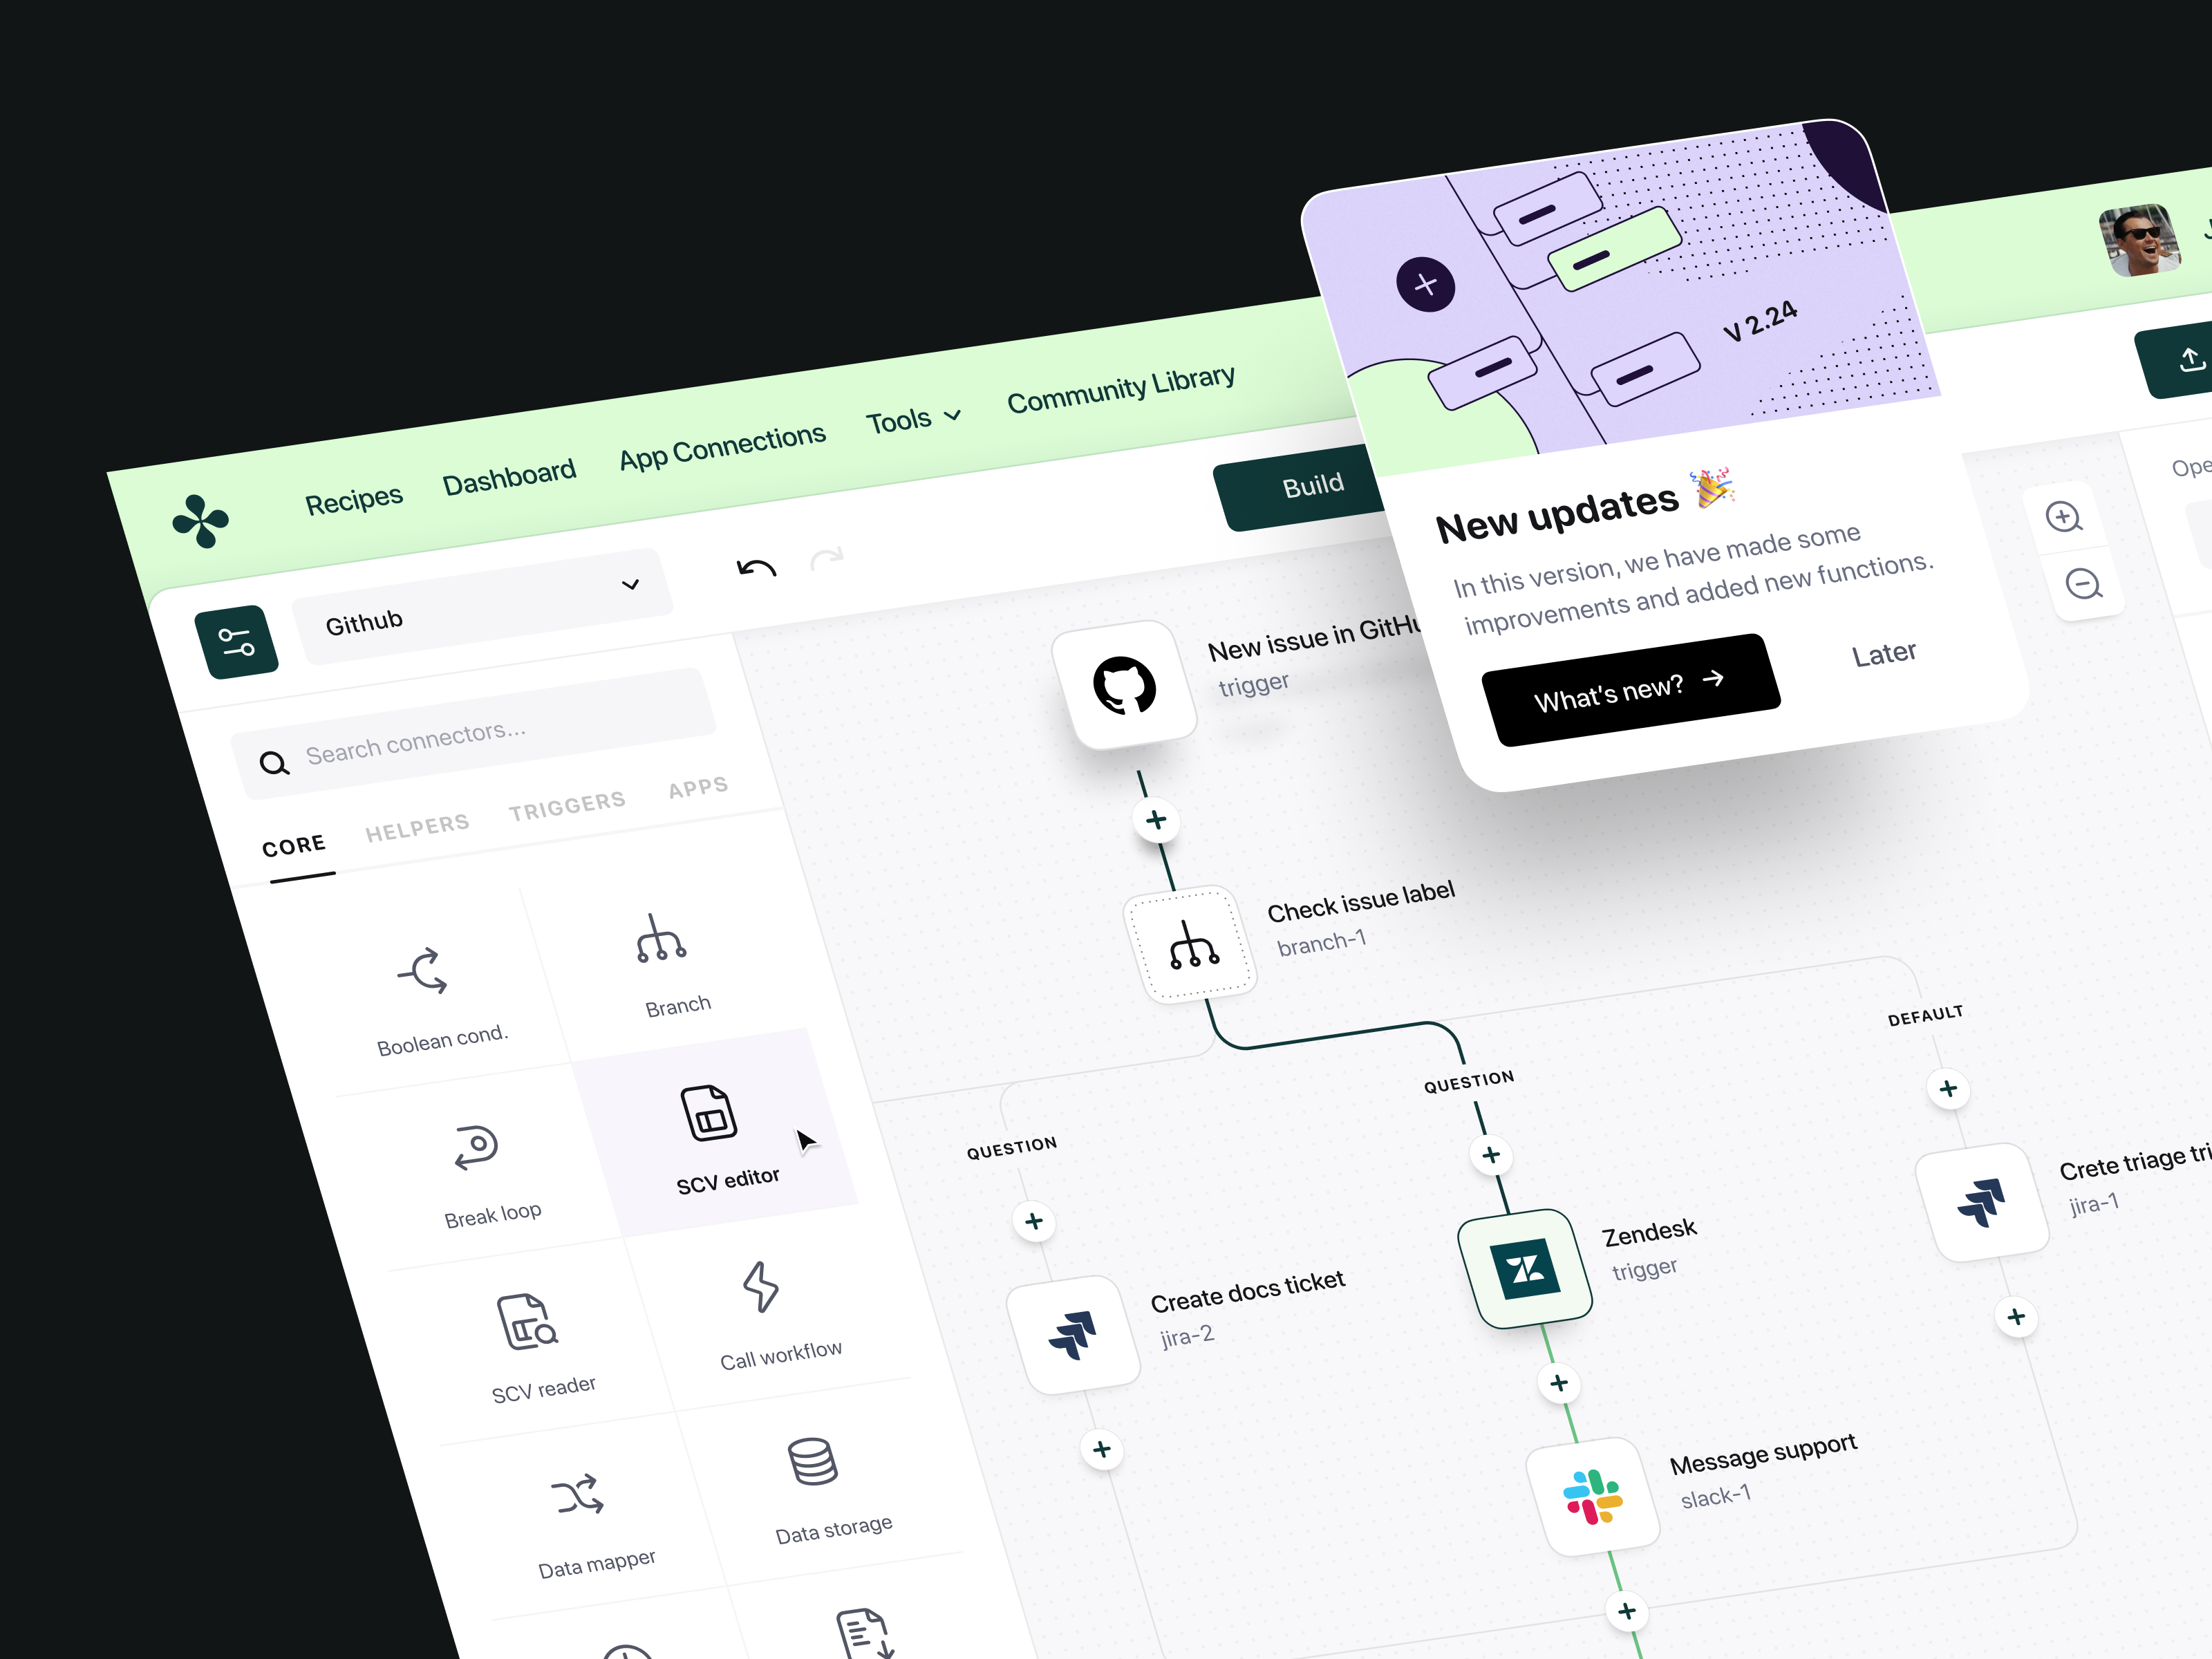 Recipes
Dashboard
App Connections
Tools
Community Library
Github
Build
Search connectors...
CORE
HELPERS
TRIGGERS
APPS
Boolean cond.
Branch
Break loop
SCV editor
SCV reader
Call workflow
Data mapper
Data storage
V 2.24
New updates 🎉
In this version, we have made some
improvements and added new functions.
What's new?
Later
New issue in
trigger
Check issue label
branch-1
QUESTION
QUESTION
DEFAULT
Create docs ticket
jira-2
Zendesk
trigger
Crete triage
jira-1
Message support
slack-1